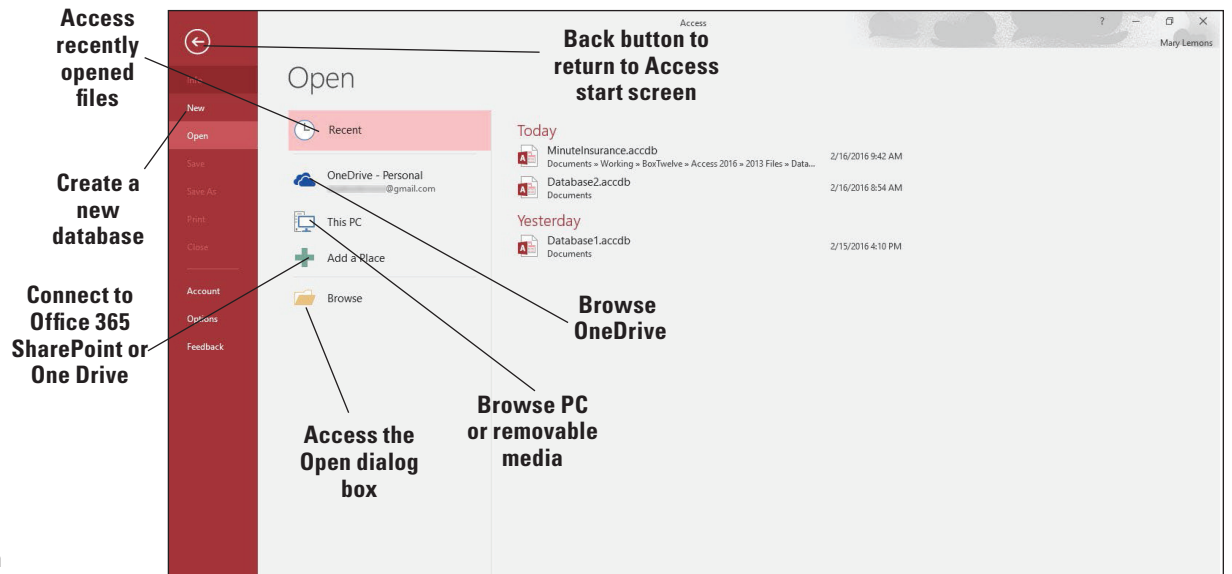 Access
recently
opened
files
Create a
new
database
Connect to
Office 365
SharePoint or
One Drive
Access
? 
Mary Lemons
Back button to
return to Access
start screen
Info
New
Open
Save
Save As
Print
Close
Account
Options
Feedback
Open
Recent
OneDrive - Personal
@gmail.com
This PC
Add a Place
Browse
Today
MinuteInsurance.accdb
Documents » Working » BoxTwelve » Access 2016 » 2013 Files » Data...
2/16/2016 9:42 AM
Database2.accdb
Documents
2/16/2016 8:54 AM
Yesterday
Database1.accdb
Documents
2/15/2016 4:10 PM
Browse
OneDrive
Browse PC
or removable
media
Access the
Open dialog
box